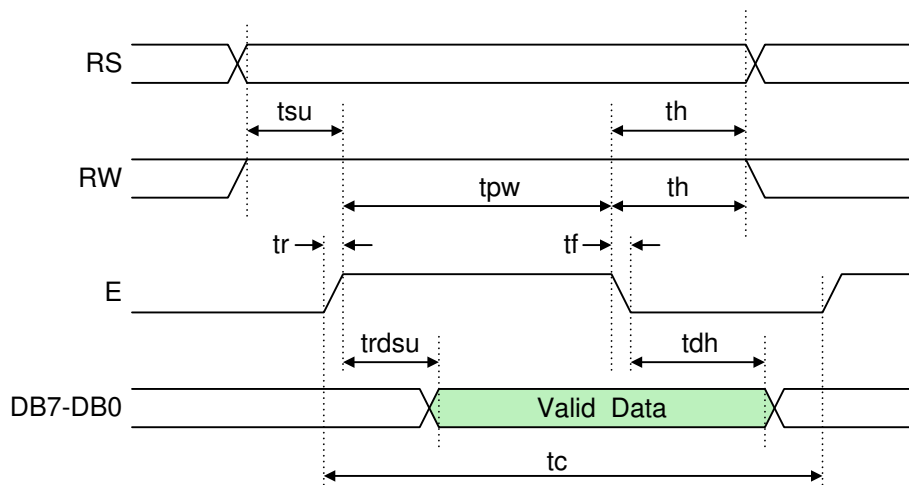 RS
tsu
th
RW
tpw
th
tr
tf
E
trdsu
tdh
DB7-DB0
Valid Data
tc